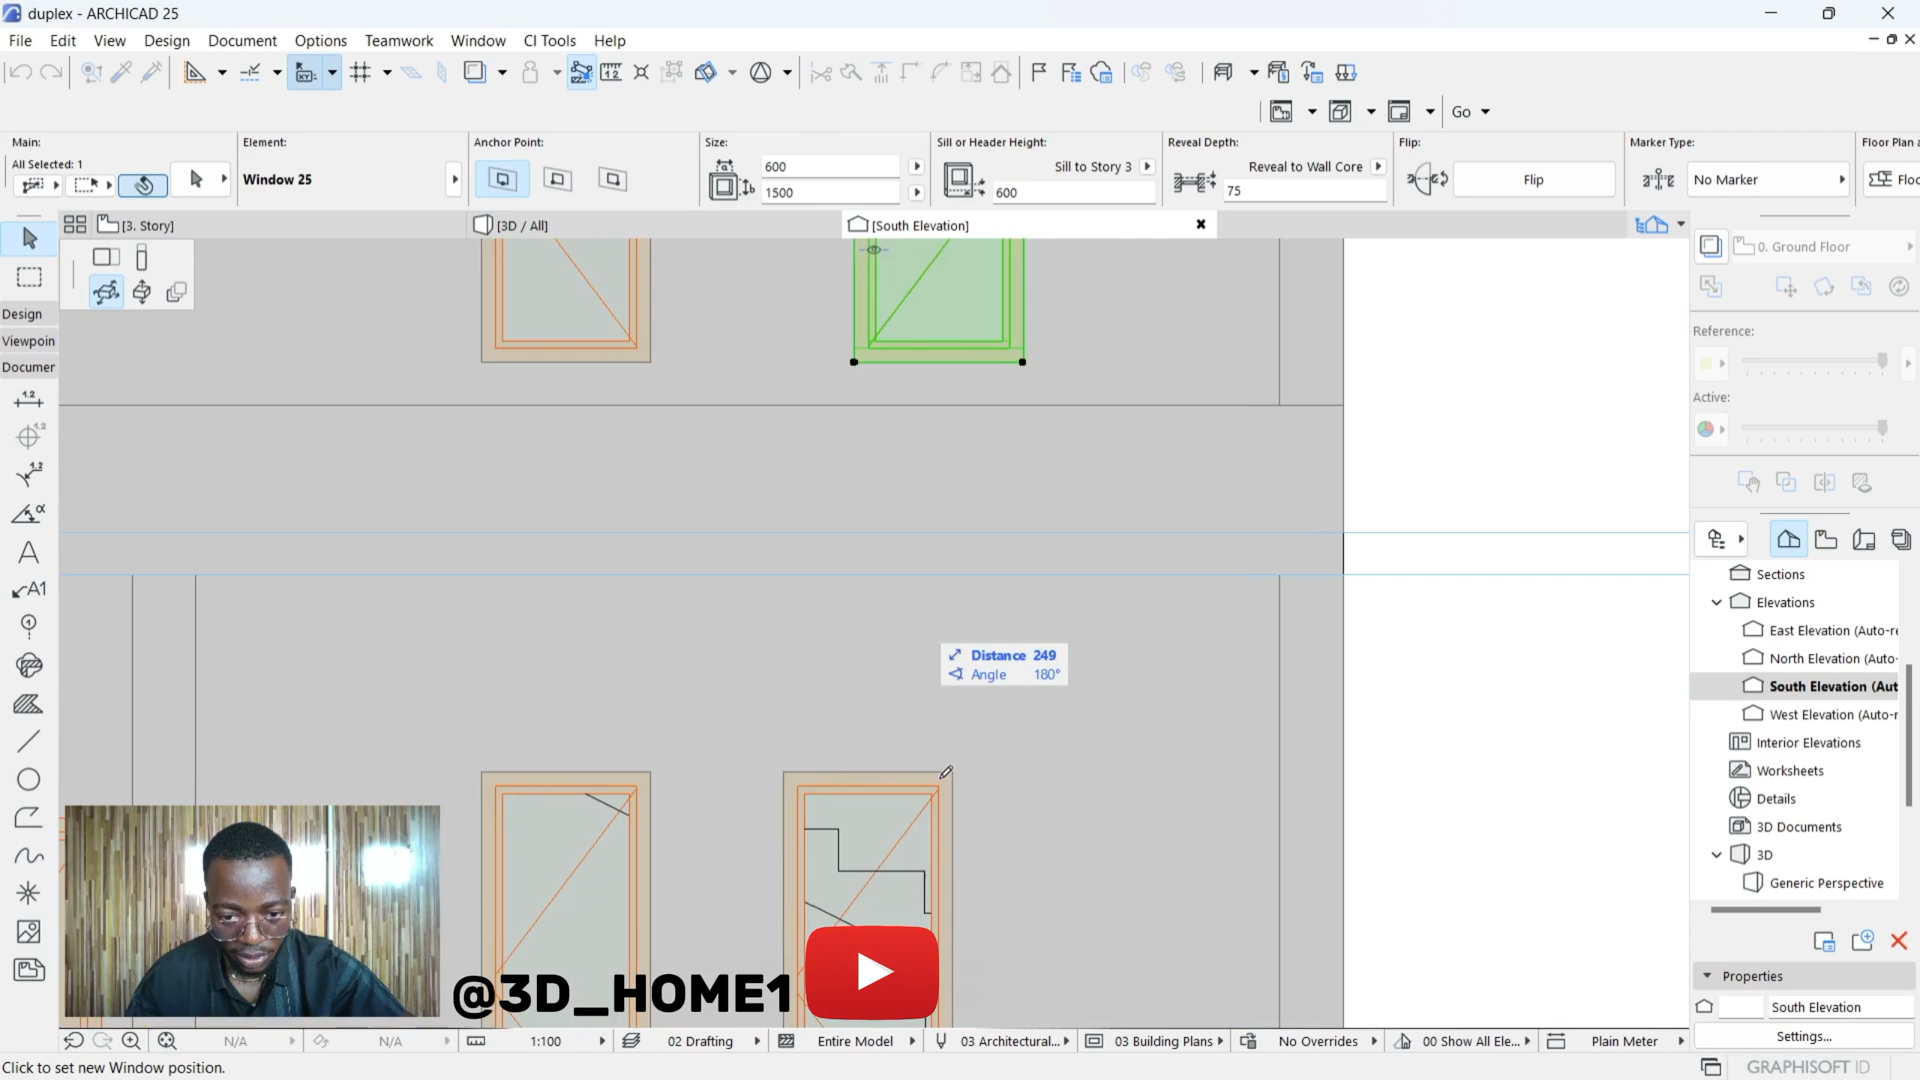 duplex - ARCHICAD 25
File Edit View Design Document Options Teamwork Window CI Tools Help
Go
Main:
All Selected: 1
Element:
Window 25
Anchor Point:
Size:
600
1500
Sill or Header Height:
Sill to Story 3
600
Reveal Depth:
Reveal to Wall Core
75
Flip:
Flip
Marker Type:
No Marker
Floor Plan a
Floc
[3. Story]
[3D / All]
[South Elevation]
Design
Viewpoin
Documer
0. Ground Floor
Reference:
Active:
Distance 249
Angle 180°
Sections
Elevations
East Elevation (Auto-re
North Elevation (Auto-
South Elevation (Aut
West Elevation (Auto-r
Interior Elevations
Worksheets
Details
3D Documents
3D
Generic Perspective
Properties
South Elevation
Settings...
@3D_HOME1
N/A
N/A
1:100
02 Drafting
Entire Model
03 Architectural...
03 Building Plans
No Overrides
00 Show All Ele...
Plain Meter
Click to set new Window position.
GRAPHISOFT ID